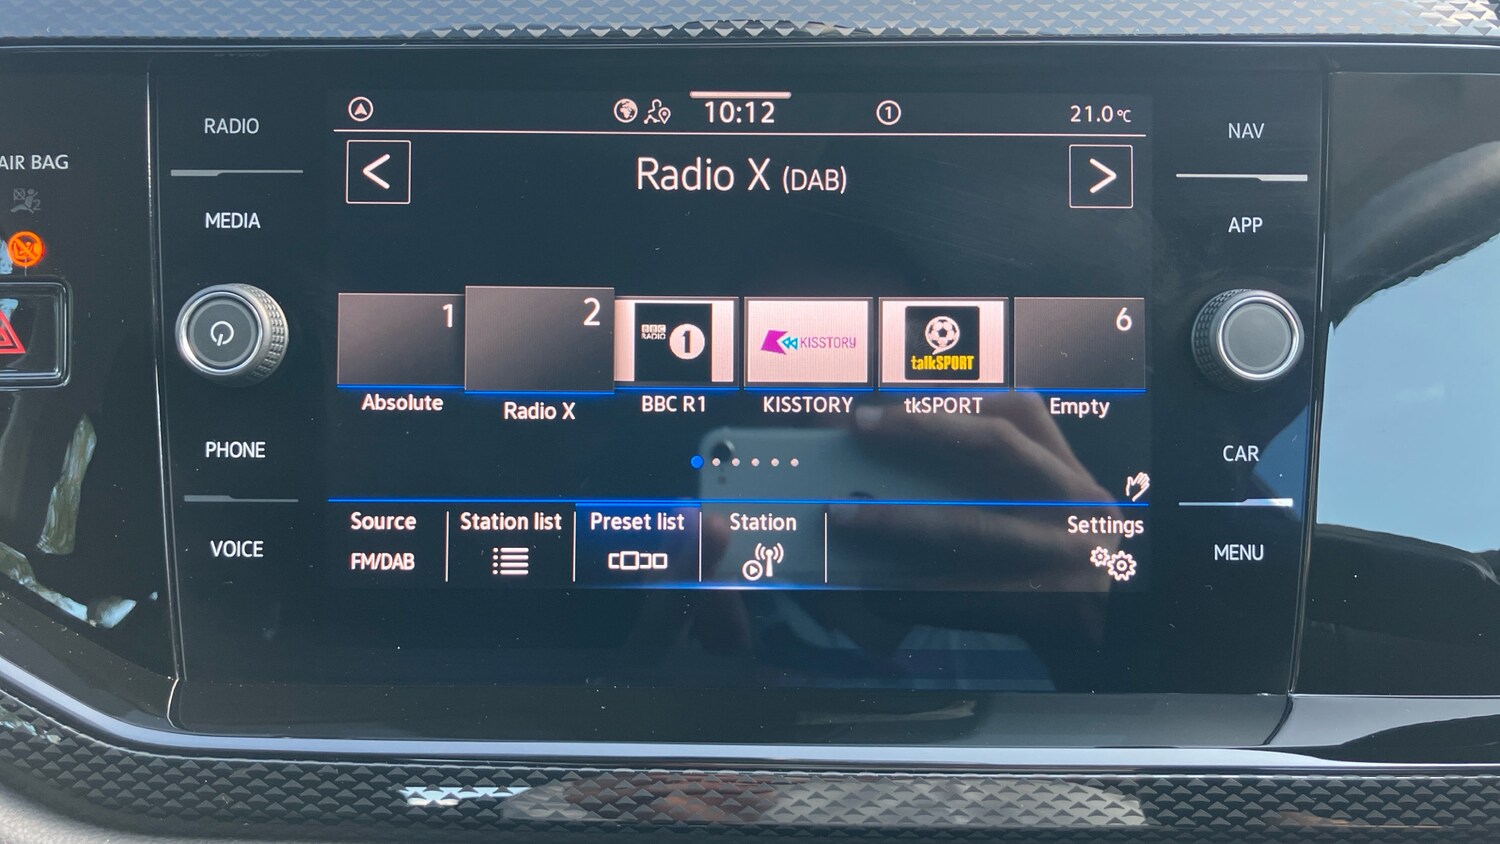 RADIO
MEDIA
PHONE
VOICE
AIR BAG
2
10:12
1
21.0°C
<
Radio X (DAB)
>
1
2
BBC
RADIO
1
KISSTORY
talkSPORT
6
Absolute
Radio X
BBC R1
KISSTORY
tkSPORT
Empty
Source
FM/DAB
Station list
Preset list
Station
Settings
NAV
APP
CAR
MENU